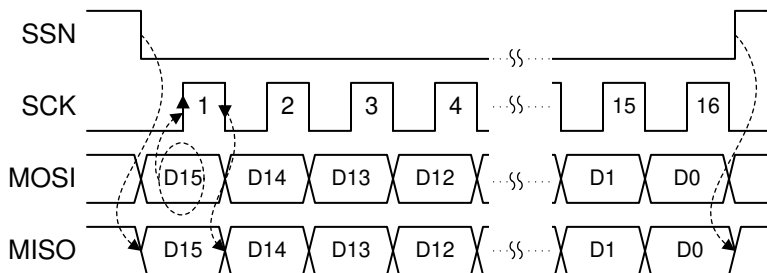 SSN
SCK 1 2 3 4 15 16
MOSI D15 D14 D13 D12 D1 D0
MISO D15 D14 D13 D12 D1 D0